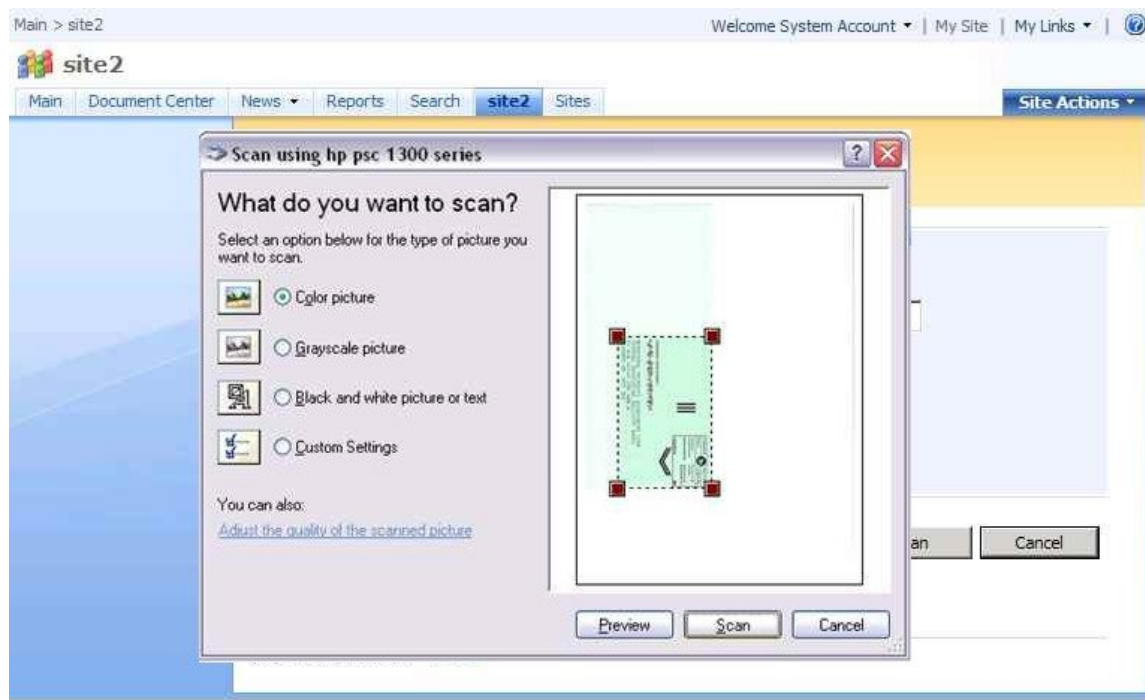 Main > site2
Welcome System Account | My Site | My Links |
site2
Main Document Center News Reports Search site2 Sites
Site Actions
Scan using hp psc 1300 series
What do you want to scan?
Select an option below for the type of picture you
want to scan.
Color picture
Grayscale picture
Black and white picture or text
Custom Settings
You can also:
Adjust the quality of the scanned picture
an Cancel
Preview Scan Cancel